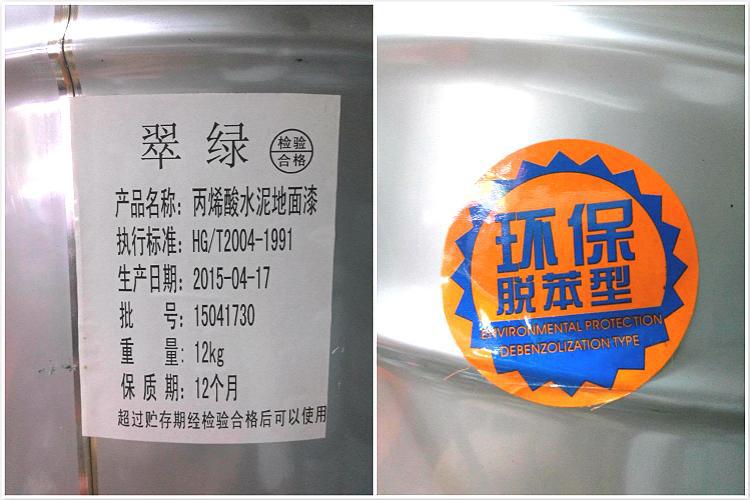 翠绿
检验
合格
产品名称：丙烯酸水泥地面漆
执行标准：HG/T2004-1991
生产日期：2015-04-17
批 号：15041730
重 量：12kg
保 质 期：12个月
超过贮存期经检验合格后可以使用
环保
脱苯型
ENVIRONMENTAL PROTECTION
DEBENZOLIZATION TYPE